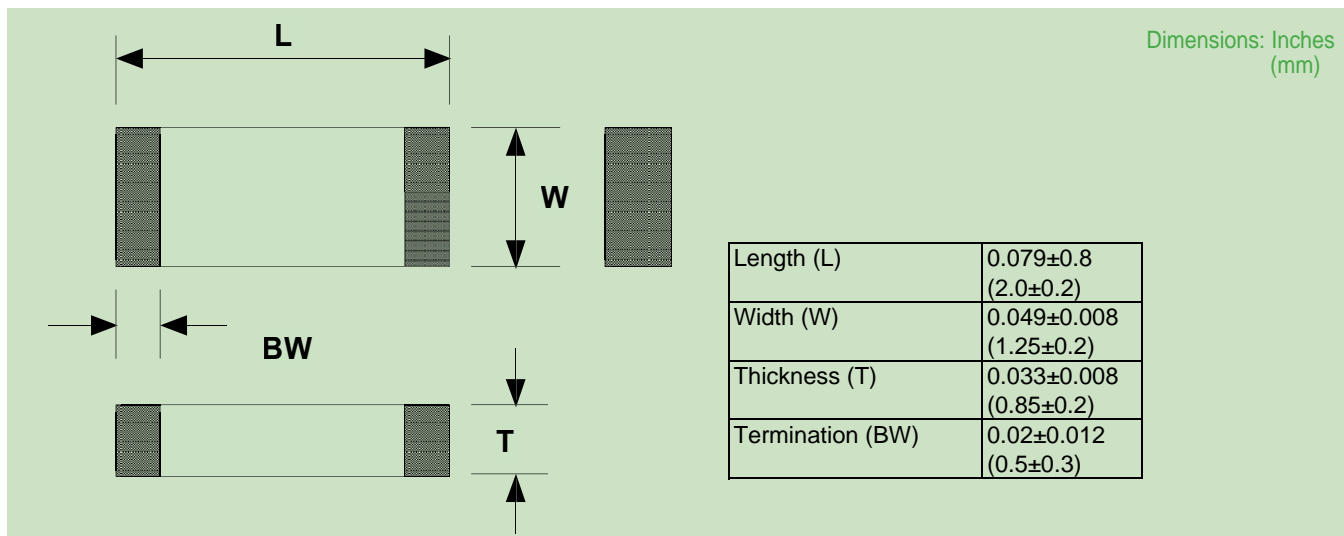 L
Dimensions: Inches
(mm)
W
BW
T
Length (L) 0.079±0.8
(2.0±0.2)
Width (W) 0.049±0.008
(1.25±0.2)
Thickness (T) 0.033±0.008
(0.85±0.2)
Termination (BW) 0.02±0.012
(0.5±0.3)